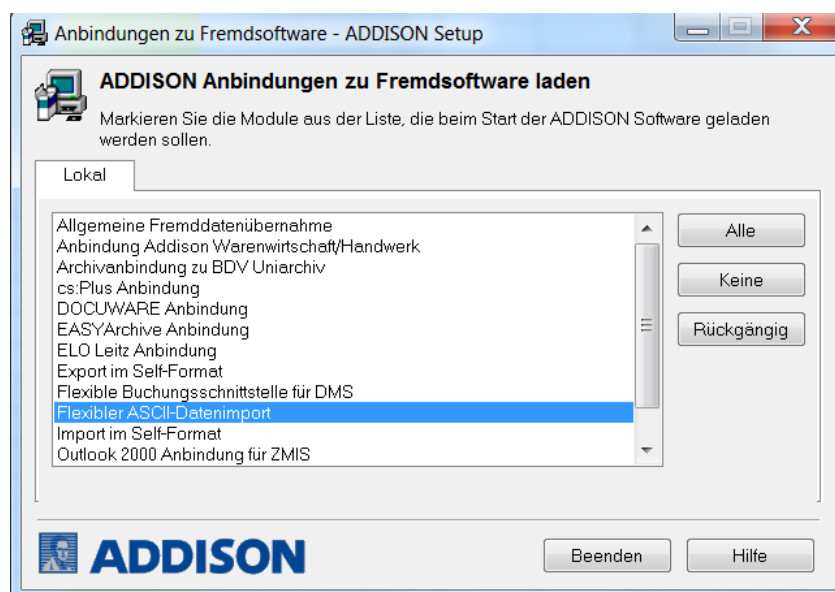 Anbindungen zu Fremdsoftware - ADDISON Setup
X
ADDISON Anbindungen zu Fremdsoftware laden
Markieren Sie die Module aus der Liste, die beim Start der ADDISON Software geladen
werden sollen.
Lokal
Allgemeine Fremddatenübernahme
Anbindung Addison Warenwirtschaft/Handwerk
Archivanbindung zu BDV Uniarchiv
cs:Plus Anbindung
DOCUWARE Anbindung
EASYArchive Anbindung
ELO Leitz Anbindung
Export im Self-Format
Flexible Buchungsschnittstelle für DMS
Flexibler ASCII-Datenimport
Import im Self-Format
Outlook 2000 Anbindung für ZMIS
Alle
Keine
Rückgängig
ADDISON
Beenden
Hilfe